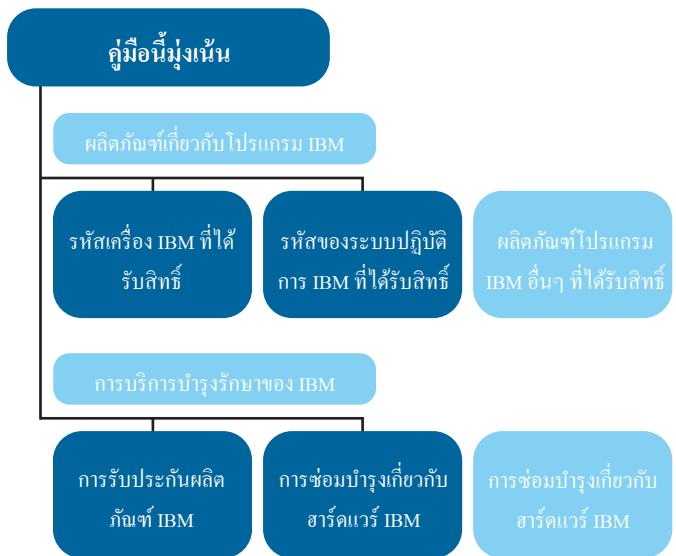 คู่มือนี้มุ่งเน้น
ผลิตภัณฑ์เกี่ยวกับโปรแกรม IBM
รหัสเครื่อง IBM ที่ได้
รับสิทธิ์
รหัสของระบบปฏิบัติ
การ IBM ที่ได้รับสิทธิ์
ผลิตภัณฑ์โปรแกรม
IBM อื่นๆ ที่ได้รับสิทธิ์
การบริการบำรุงรักษาของ IBM
การรับประกันผลิต
ภัณฑ์ IBM
การซ่อมบำรุงเกี่ยวกับ
ฮาร์ดแวร์ IBM
การซ่อมบำรุงเกี่ยวกับ
ฮาร์ดแวร์ IBM